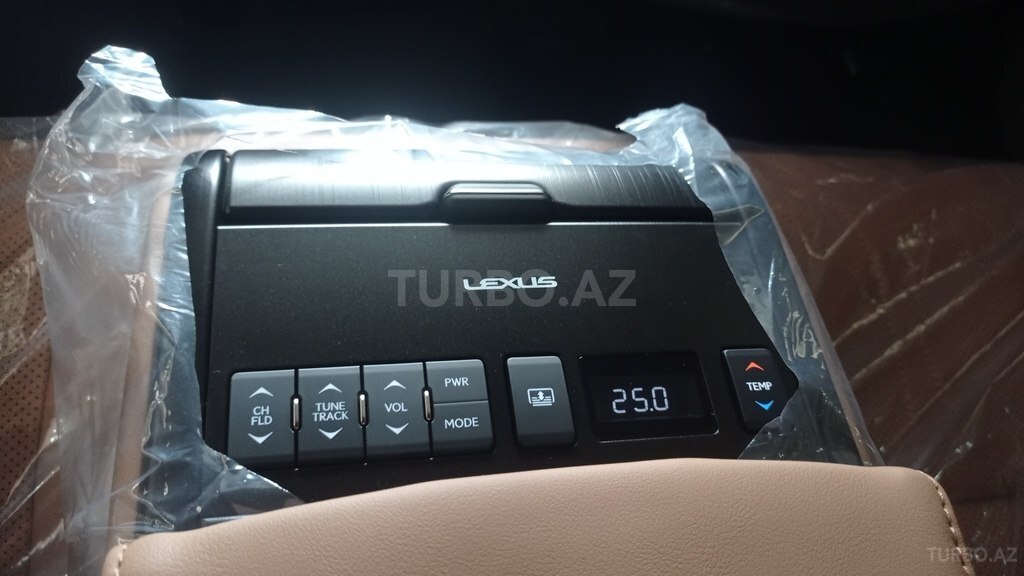 LEXUS
TURBO.AZ
CH
FLD
TUNE
TRACK
VOL
PWR
MODE
25.0
TEMP
TURBO.AZ